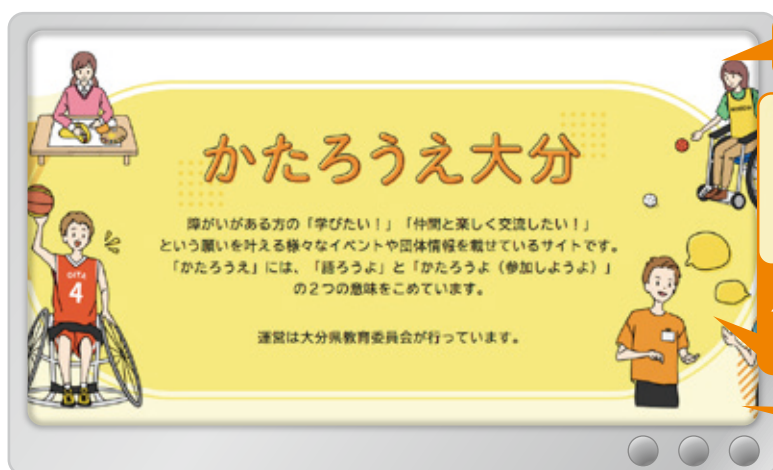 かたろうえ大分
障がいがある方の「学びたい！」「仲間と楽しく交流したい！」
という願いを叶える様々なイベントや団体情報を載せているサイトです。
「かたろうえ」には、「語ろうよ」と「かたろうよ（参加しようよ）」
の２つの意味をこめています。
運営は大分県教育委員会が行っています。
OITA
4